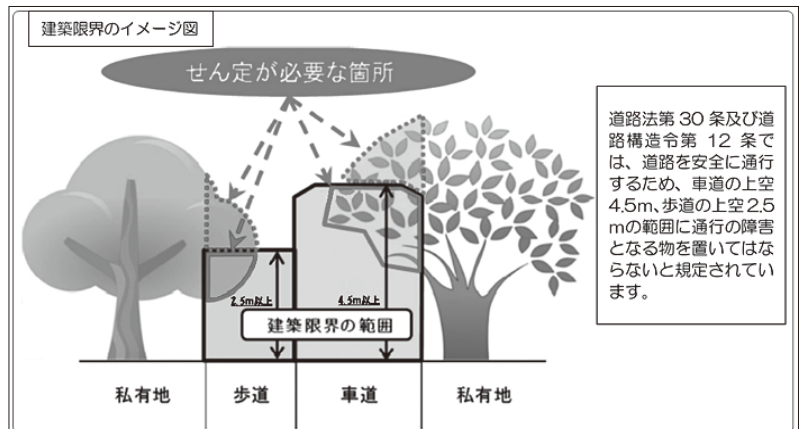 建築限界のイメージ図
せん定が必要な箇所
道路法第 30 条及び道
路構造令第 12 条で
は、道路を安全に通行
するため、車道の上空
4.5m、歩道の上空2.5
mの範囲に通行の障害
となる物を置いてはな
らないと規定されてい
ます。
2.5m以上
4.5m以上
建築限界の範囲
私有地
歩道
車道
私有地